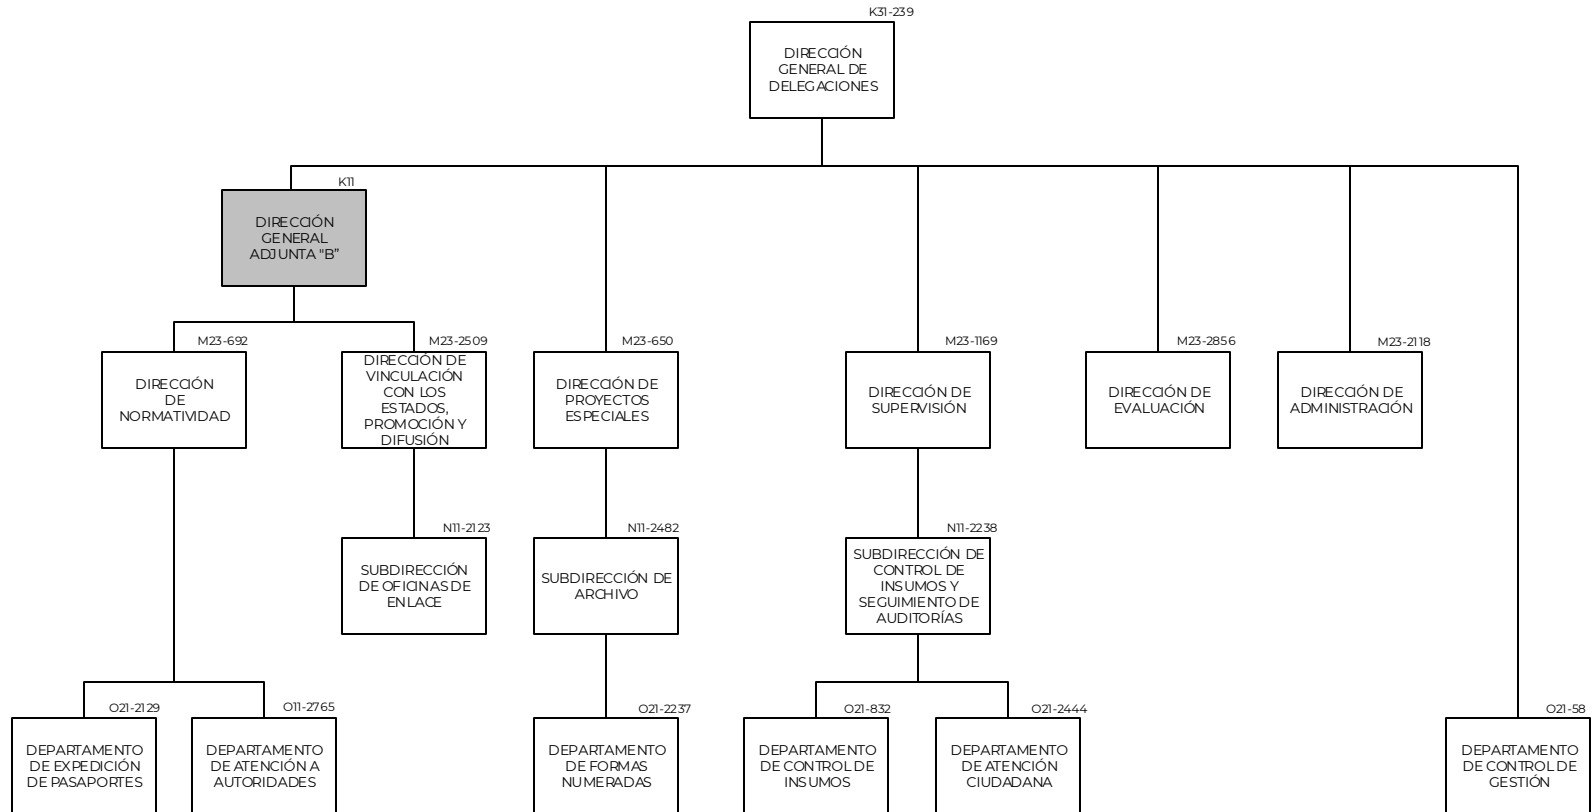 K31-239
DIRECCIÓN
GENERAL DE
DELEGACIONES
K11
DIRECCIÓN
GENERAL
ADJUNTA "B"
M23-692
DIRECCIÓN
DE
NORMATIVIDAD
M23-2509
DIRECCIÓN DE
VINCULACIÓN
CON LOS
ESTADOS,
PROMOCIÓN Y
DIFUSIÓN
M23-650
DIRECCIÓN DE
PROYECTOS
ESPECIALES
M23-1169
DIRECCIÓN DE
SUPERVISIÓN
M23-2856
DIRECCIÓN DE
EVALUACIÓN
M23-2118
DIRECCIÓN DE
ADMINISTRACIÓN
N11-2123
SUBDIRECCIÓN
DE OFICINAS DE
ENLACE
N11-2482
SUBDIRECCIÓN DE
ARCHIVO
N11-2238
SUBDIRECCIÓN DE
CONTROL DE
INSUMOS Y
SEGUIMIENTO DE
AUDITORÍAS
O21-2129
DEPARTAMENTO
DE EXPEDICIÓN
DE PASAPORTES
O11-2765
DEPARTAMENTO
DE ATENCIÓN A
AUTORIDADES
O21-2237
DEPARTAMENTO
DE FORMAS
NUMERADAS
O21-832
DEPARTAMENTO
DE CONTROL DE
INSUMOS
O21-2444
DEPARTAMENTO
DE ATENCIÓN
CIUDADANA
O21-58
DEPARTAMENTO
DE CONTROL DE
GESTIÓN